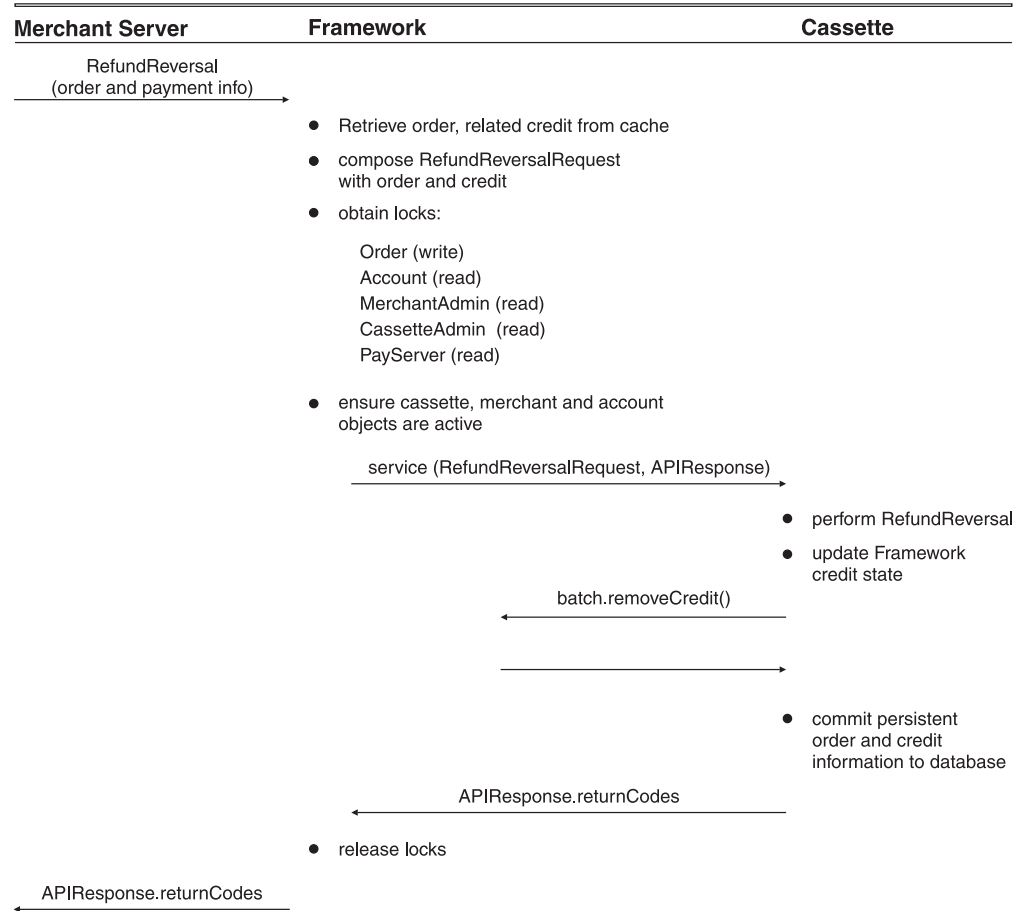 Merchant Server
Framework
Cassette
RefundReversal
(order and payment info)
● Retrieve order, related credit from cache
● compose RefundReversalRequest
with order and credit
● obtain locks:
Order (write)
Account (read)
MerchantAdmin (read)
CassetteAdmin (read)
PayServer (read)
● ensure cassette, merchant and account
objects are active
service (RefundReversalRequest, APIResponse)
● perform RefundReversal
● update Framework
credit state
batch.removeCredit()
● commit persistent
order and credit
information to database
APIResponse.returnCodes
● release locks
APIResponse.returnCodes